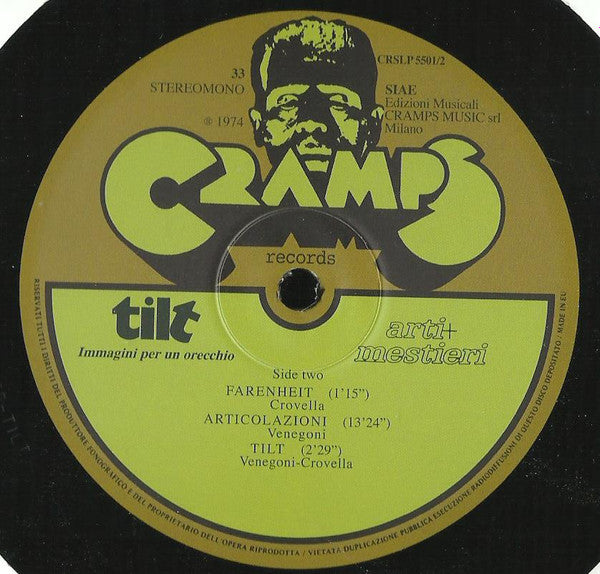 33
STEREOMONO
℗ 1974
CRSLP 5501/2
SIAE
Edizioni Musicali
CRAMPS MUSIC srl
Milano
CRAMPS
records
tilt
Immagini per un orecchio
arti+
mestieri
Side two
FARENHEIT (1'15")
Crovella
ARTICOLAZIONI (13'24")
Venegoni
TILT (2'29")
Venegoni-Crovella
RISERVATI TUTTI I DIRITTI DEL PRODUTTORE FONOGRAFICO E DEL PROPRIETARIO DELL'OPERA RIPRODOTTA / VIETATA DUPLICAZIONE PUBBLICA ESECUZIONE RADIODIFFUSIONI DI QUESTO DISCO DEPOSITATO / MADE IN EU